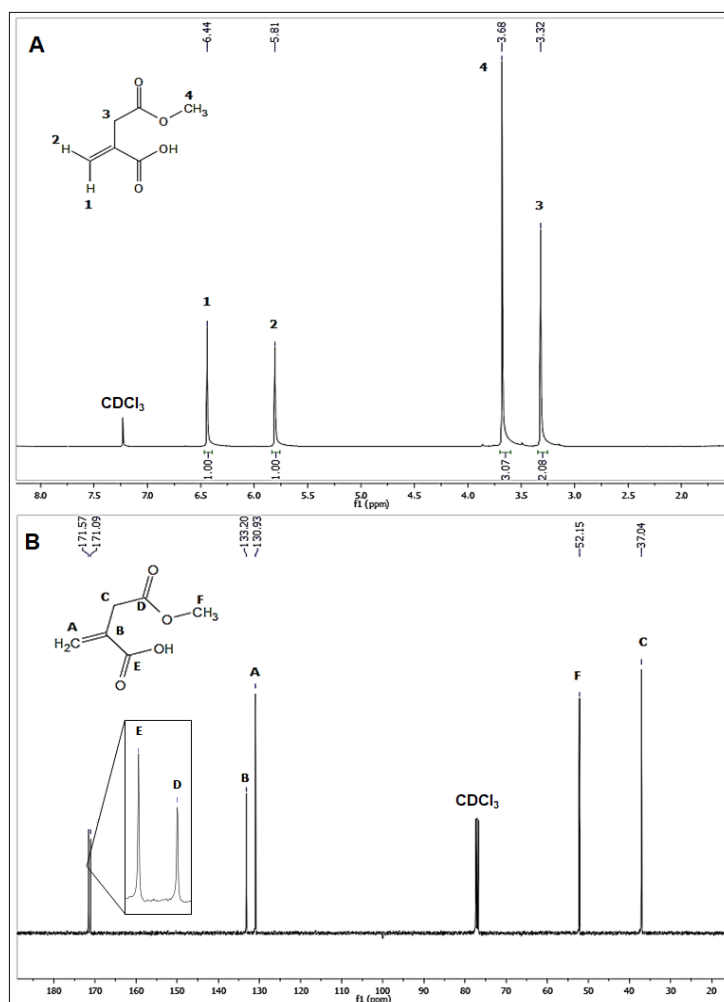 A
6.44
5.81
3.68
3.32
O
4
CH3
3
O
2
H
OH
H
O
1
4
3
1
2
CDCl3
1.00
1.00
3.07
2.08
8.0 7.5 7.0 6.5 6.0 5.5 5.0 4.5 4.0 3.5 3.0 2.5 2.0
f1 (ppm)
B
171.57
171.09
133.20
130.93
52.15
37.04
O
C
F
D
CH3
A
O
B
H2C
OH
E
O
E
D
A
B
CDCl3
F
C
180 170 160 150 140 130 120 110 100 90 80 70 60 50 40 30 20
f1 (ppm)